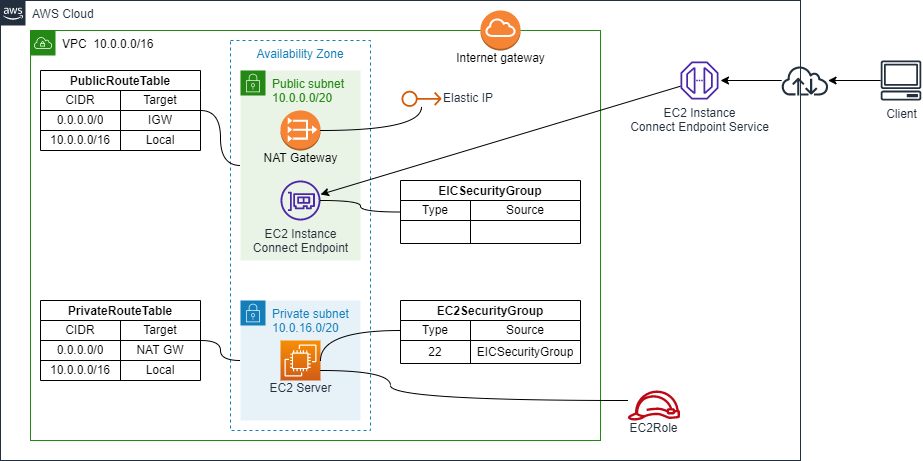 aws
AWS Cloud
VPC 10.0.0.0/16
Availability Zone
Internet gateway
PublicRouteTable
CIDR Target
0.0.0.0/0 IGW
10.0.0.0/16 Local
Public subnet
10.0.0.0/20
Elastic IP
NAT Gateway
EC2 Instance
Connect Endpoint Service
Client
EICSecurityGroup
Type Source
EC2 Instance
Connect Endpoint
PrivateRouteTable
CIDR Target
0.0.0.0/0 NAT GW
10.0.0.0/16 Local
Private subnet
10.0.16.0/20
EC2 Server
EC2SecurityGroup
Type Source
22 EICSecurityGroup
EC2Role